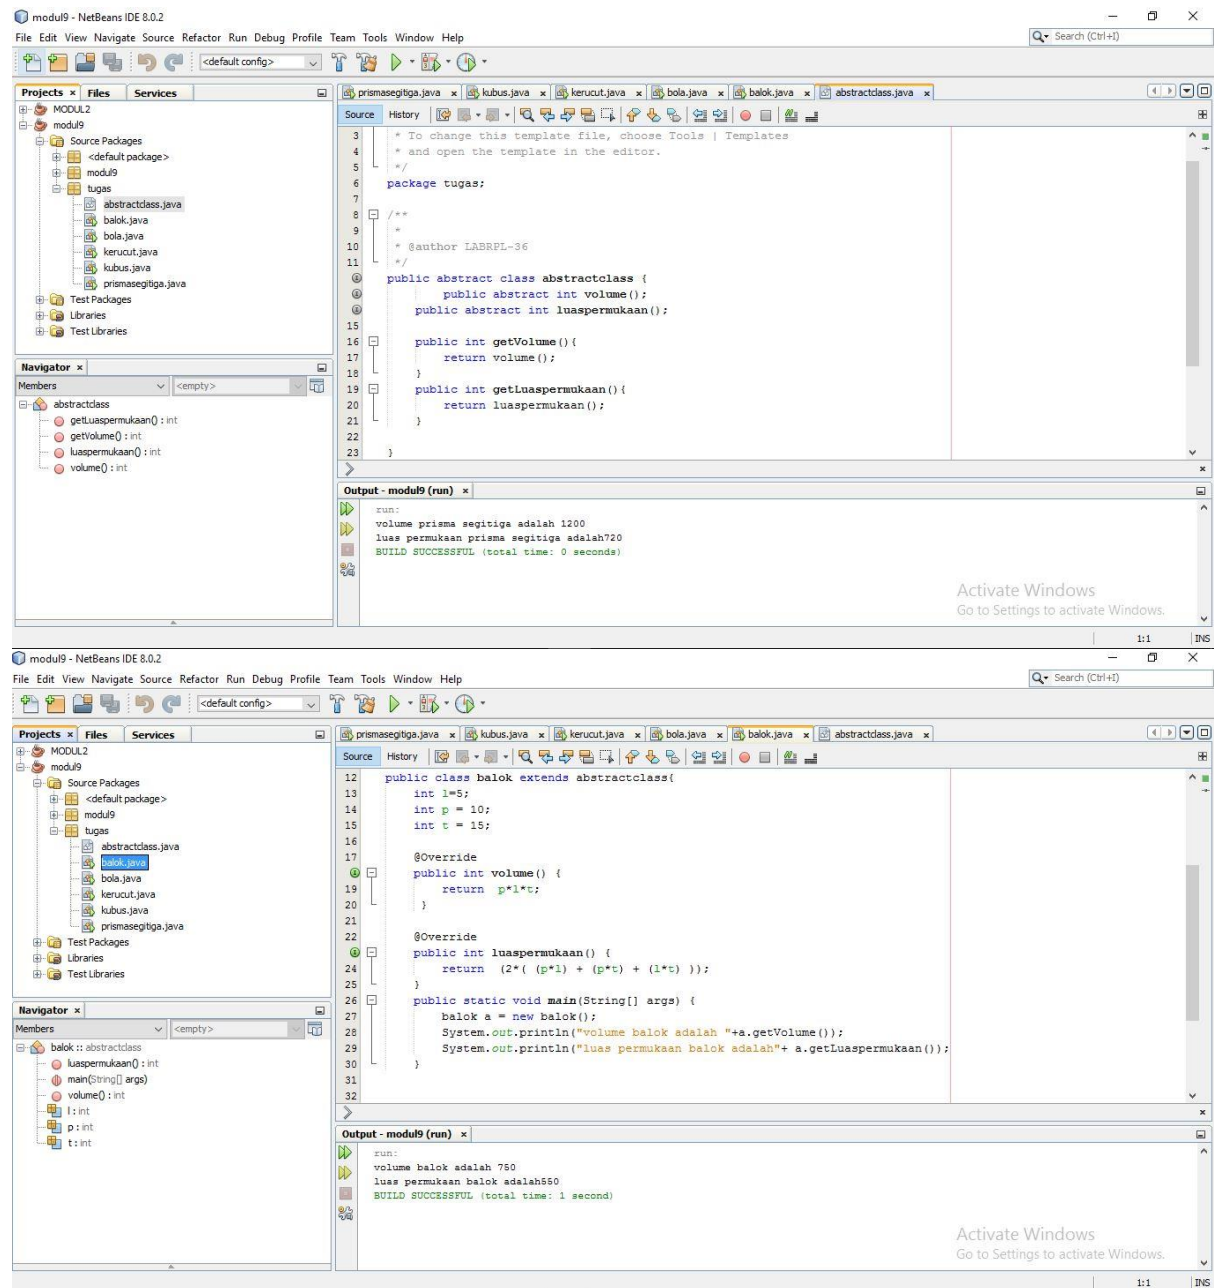 modul9 - NetBeans IDE 8.0.2
File Edit View Navigate Source Refactor Run Debug Profile Team Tools Window Help
Search (Ctrl+I)
<default config>
Projects Files Services
MODUL2
modul9
Source Packages
<default package>
modul9
tugas
abstractclass.java
balok.java
bola.java
kerucut.java
kubus.java
prismasegitiga.java
Test Packages
Libraries
Test Libraries
Navigator
Members <empty>
abstractclass
getLuaspermukaan() : int
getVolume() : int
luaspermukaan() : int
volume() : int
prismasegitiga.java kubus.java kerucut.java bola.java balok.java abstractclass.java
Source History
3 * To change this template file, choose Tools | Templates
4 * and open the template in the editor.
5 */
6 package tugas;
7
8 /**
9 *
10 * @author LABRPL-36
11 */
public abstract class abstractclass {
public abstract int volume();
public abstract int luaspermukaan();
15
16 public int getVolume(){
17 return volume();
18 }
19 public int getLuaspermukaan(){
20 return luaspermukaan();
21 }
22
23 }
Output - modul9 (run)
run:
volume prisma segitiga adalah 1200
luas permukaan prisma segitiga adalah720
BUILD SUCCESSFUL (total time: 0 seconds)
Activate Windows
Go to Settings to activate Windows.
1:1 INS
modul9 - NetBeans IDE 8.0.2
File Edit View Navigate Source Refactor Run Debug Profile Team Tools Window Help
Search (Ctrl+I)
<default config>
Projects Files Services
MODUL2
modul9
Source Packages
<default package>
modul9
tugas
abstractclass.java
balok.java
bola.java
kerucut.java
kubus.java
prismasegitiga.java
Test Packages
Libraries
Test Libraries
Navigator
Members <empty>
balok :: abstractclass
luaspermukaan() : int
main(String[] args)
volume() : int
l : int
p : int
t : int
prismasegitiga.java kubus.java kerucut.java bola.java balok.java abstractclass.java
Source History
12 public class balok extends abstractclass{
13 int l=5;
14 int p = 10;
15 int t = 15;
16
17 @Override
public int volume() {
19 return p*l*t;
20 }
21
22 @Override
public int luaspermukaan() {
24 return (2*( (p*l) + (p*t) + (l*t) ));
25 }
26 public static void main(String[] args) {
27 balok a = new balok();
28 System.out.println("volume balok adalah "+a.getVolume());
29 System.out.println("luas permukaan balok adalah"+ a.getLuaspermukaan());
30 }
31
32
Output - modul9 (run)
run:
volume balok adalah 750
luas permukaan balok adalah550
BUILD SUCCESSFUL (total time: 1 second)
Activate Windows
Go to Settings to activate Windows.
1:1 INS